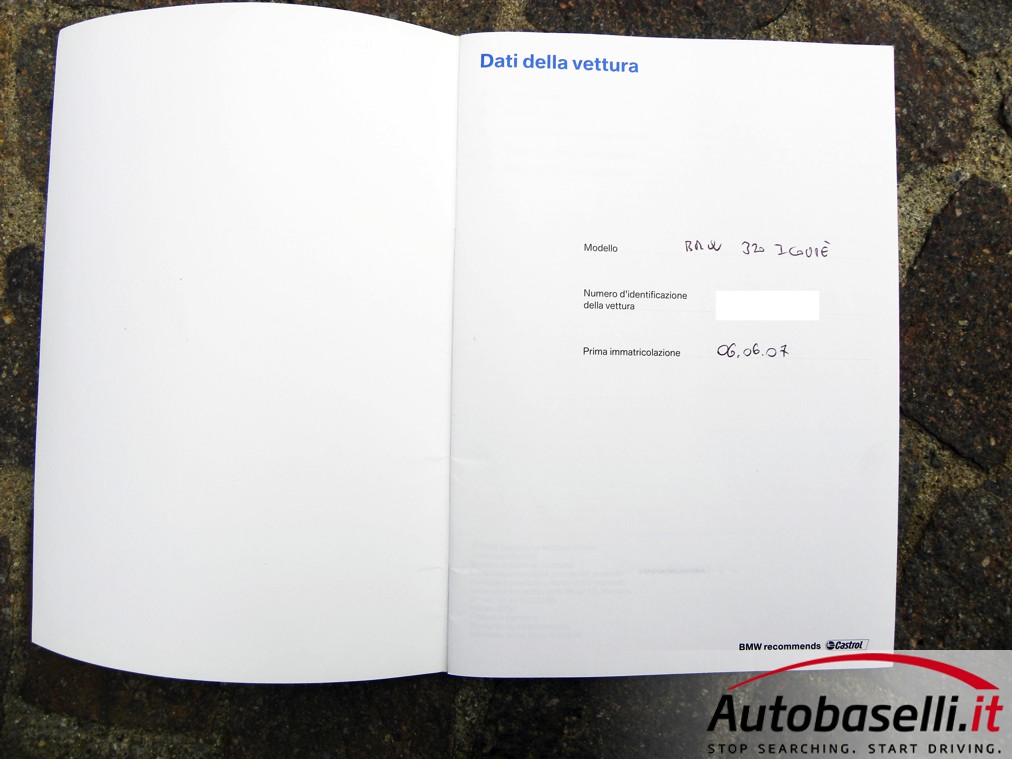 Dati della vettura
Modello BMW 320 I COUPÈ
Numero d'identificazione
della vettura
Prima immatricolazione 06.06.07
BMW recommends Castrol
Autobaselli.it
STOP SEARCHING. START DRIVING.